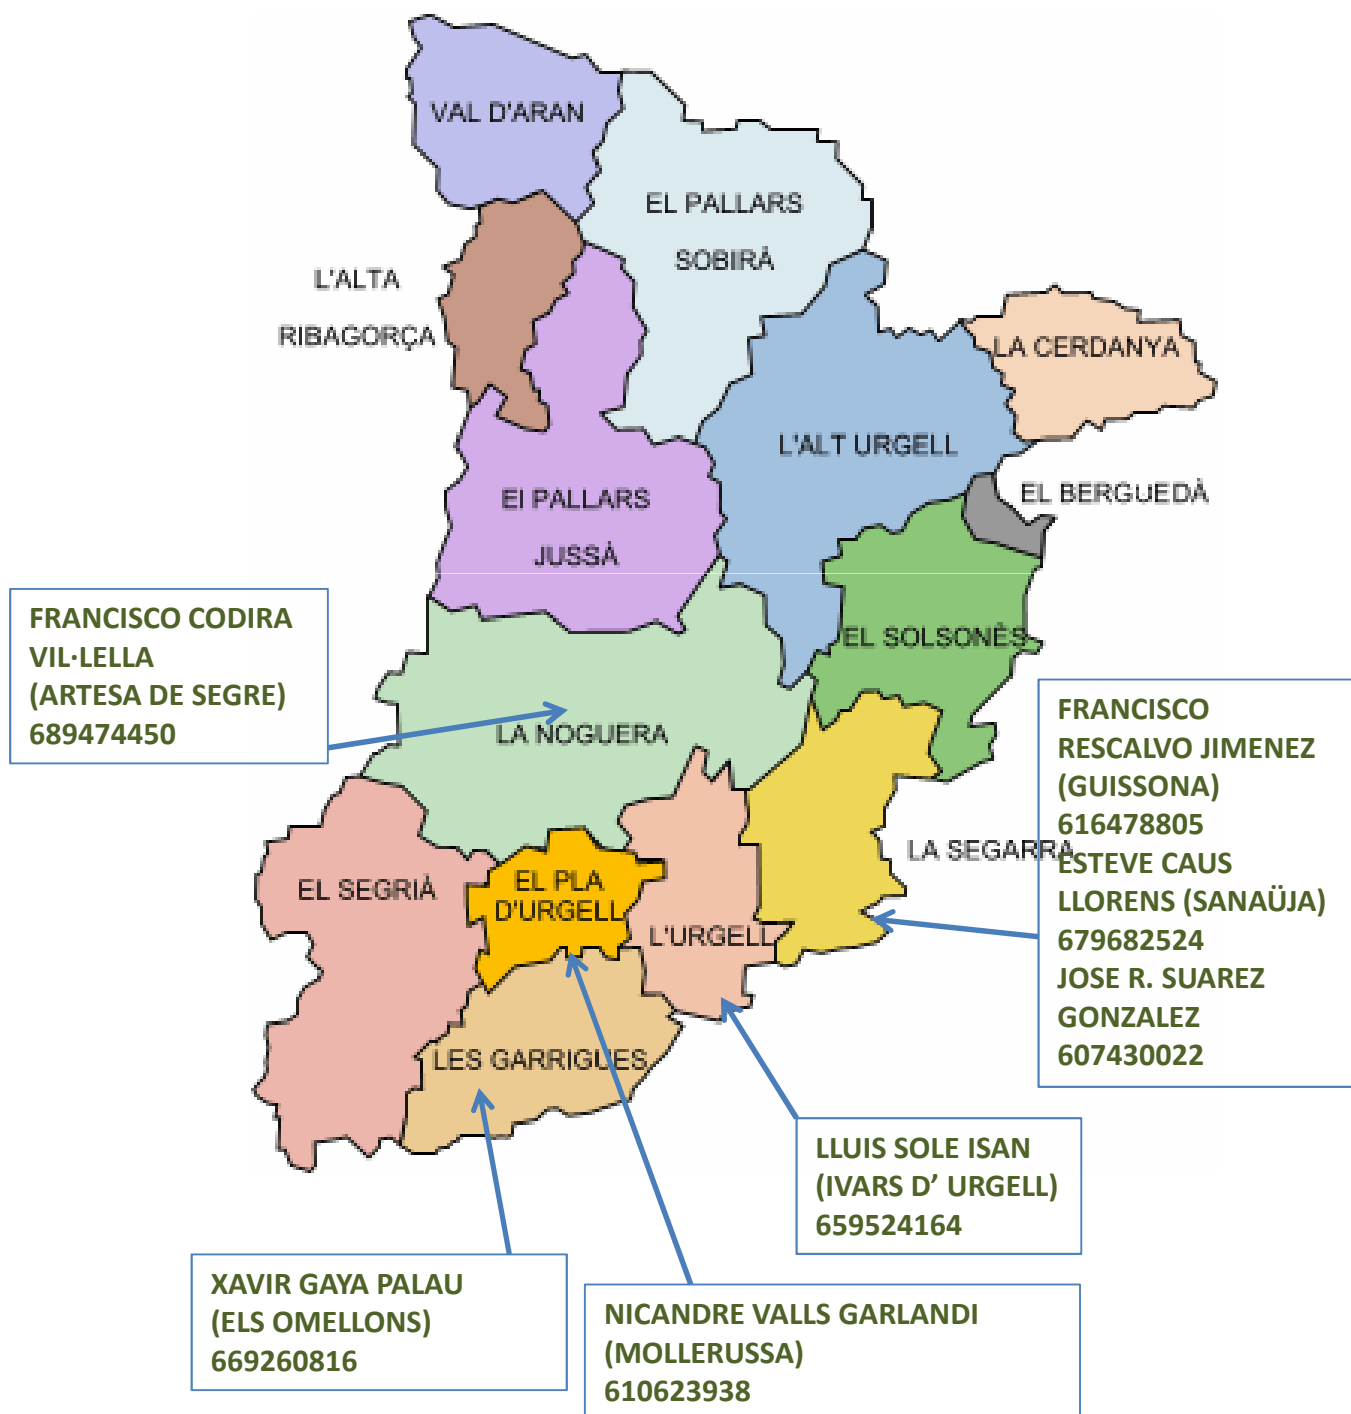 VAL D'ARAN
EL PALLARS
SOBIRÀ
L'ALTA
RIBAGORÇA
LA CERDANYA
L'ALT URGELL
EL BERGUEDÀ
El PALLARS
JUSSÀ
EL SOLSONÈS
LA NOGUERA
LA SEGARRA
EL SEGRIÀ
EL PLA
D'URGELL
L'URGELL
LES GARRIGUES
FRANCISCO CODIRA
VIL·LELLA
(ARTESA DE SEGRE)
689474450
FRANCISCO
RESCALVO JIMENEZ
(GUISSONA)
616478805
ESTEVE CAUS
LLORENS (SANAÜJA)
679682524
JOSE R. SUAREZ
GONZALEZ
607430022
LLUIS SOLE ISAN
(IVARS D’ URGELL)
659524164
XAVIR GAYA PALAU
(ELS OMELLONS)
669260816
NICANDRE VALLS GARLANDI
(MOLLERUSSA)
610623938